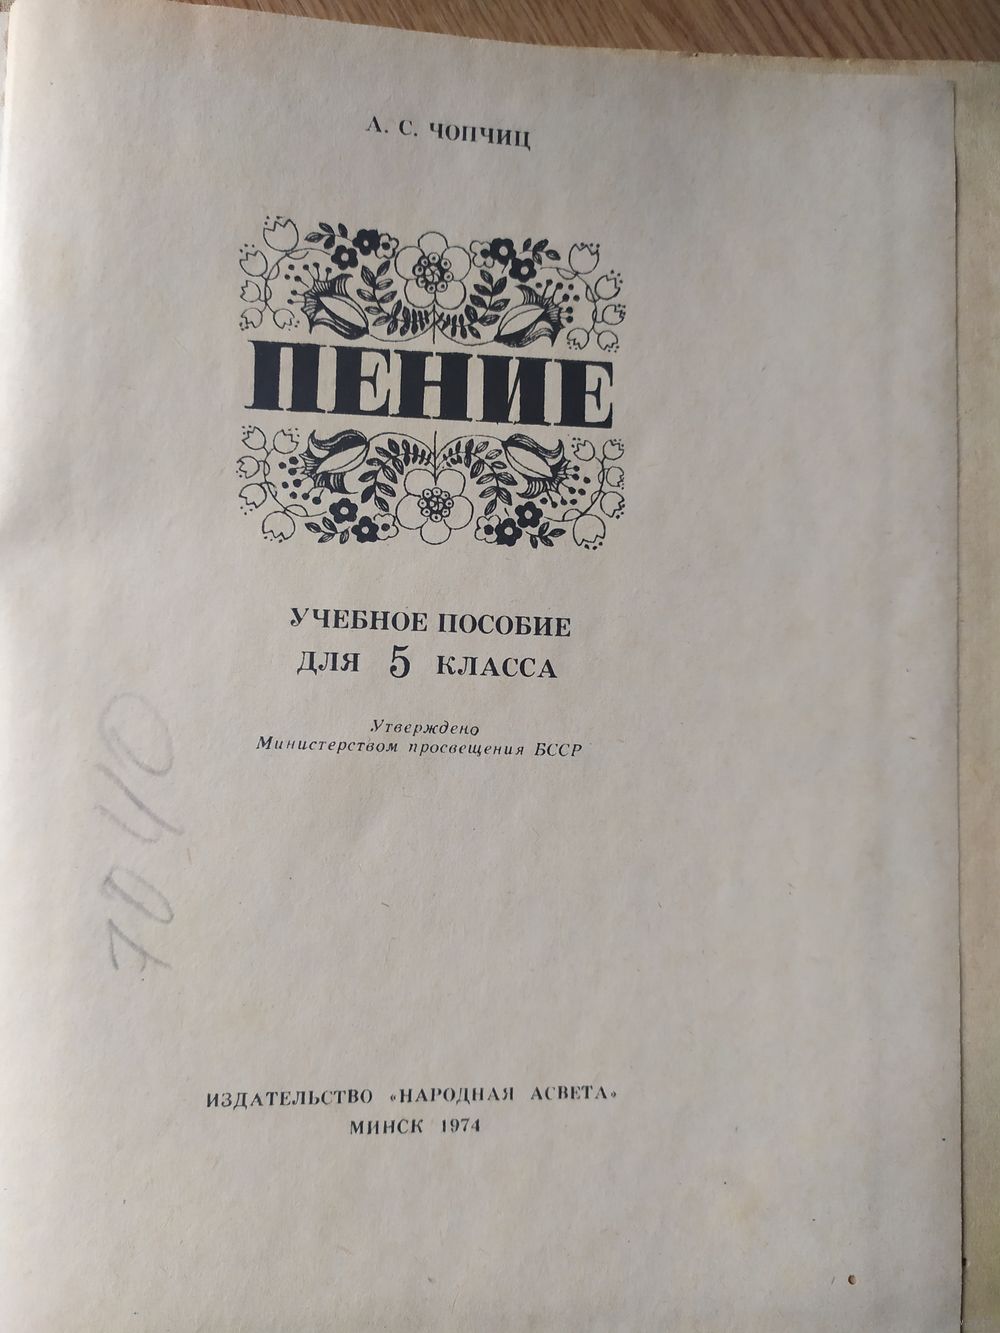 А. С. ЧОПЧИЦ
ПЕНИЕ
УЧЕБНОЕ ПОСОБИЕ
ДЛЯ 5 КЛАССА
Утверждено
Министерством просвещения БССР
ИЗДАТЕЛЬСТВО «НАРОДНАЯ АСВЕТА»
МИНСК 1974